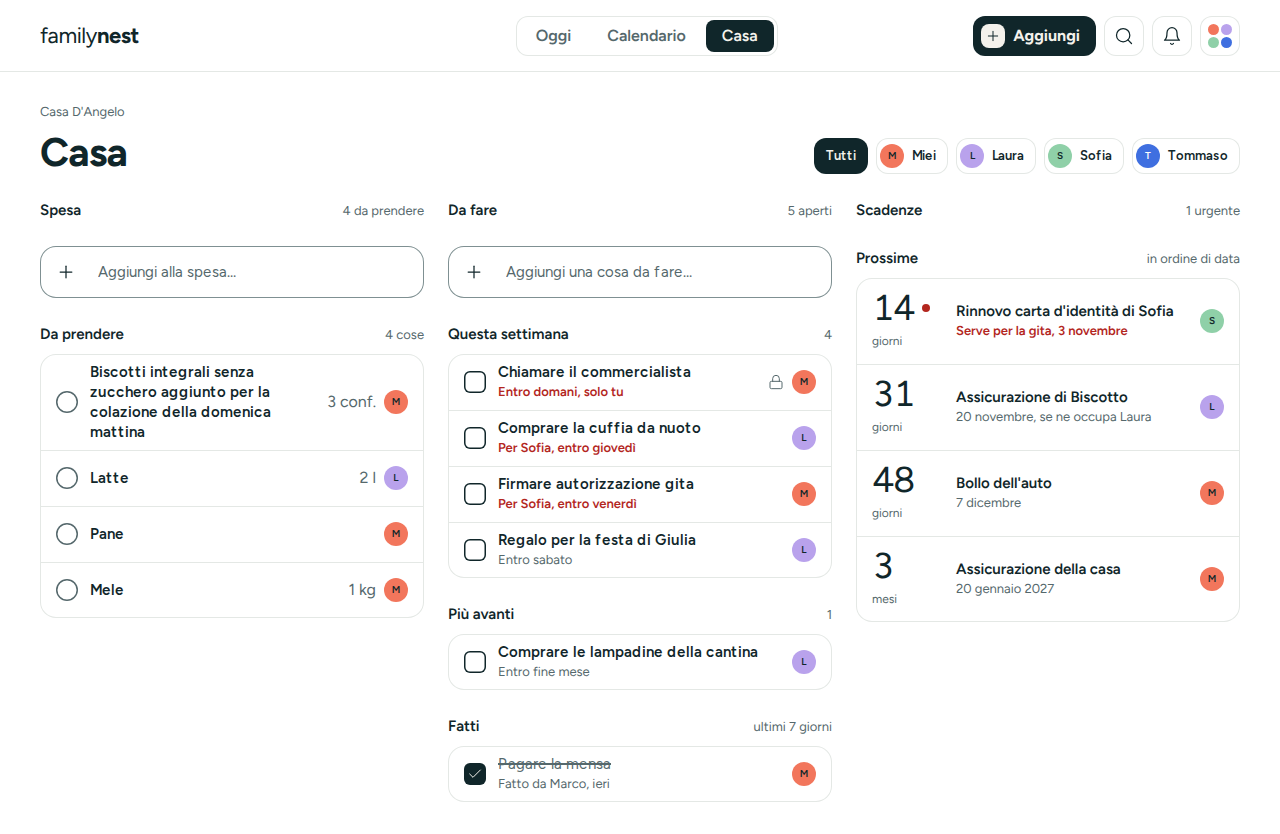 familynest
Oggi
Calendario
Casa
Aggiungi
Casa D'Angelo
Casa
Tutti
M Miei
L Laura
S Sofia
T Tommaso
Spesa
4 da prendere
Aggiungi alla spesa...
Da prendere
4 cose
Biscotti integrali senza
zucchero aggiunto per la
colazione della domenica
mattina
3 conf. M
Latte
2 l L
Pane
M
Mele
1 kg M
Da fare
5 aperti
Aggiungi una cosa da fare...
Questa settimana
4
Chiamare il commercialista
Entro domani, solo tu
M
Comprare la cuffia da nuoto
Per Sofia, entro giovedì
L
Firmare autorizzazione gita
Per Sofia, entro venerdì
M
Regalo per la festa di Giulia
Entro sabato
L
Più avanti
1
Comprare le lampadine della cantina
Entro fine mese
L
Fatti
ultimi 7 giorni
Pagare la mensa
Fatto da Marco, ieri
M
Scadenze
1 urgente
Prossime
in ordine di data
14
giorni
Rinnovo carta d'identità di Sofia
Serve per la gita, 3 novembre
S
31
giorni
Assicurazione di Biscotto
20 novembre, se ne occupa Laura
L
48
giorni
Bollo dell'auto
7 dicembre
M
3
mesi
Assicurazione della casa
20 gennaio 2027
M